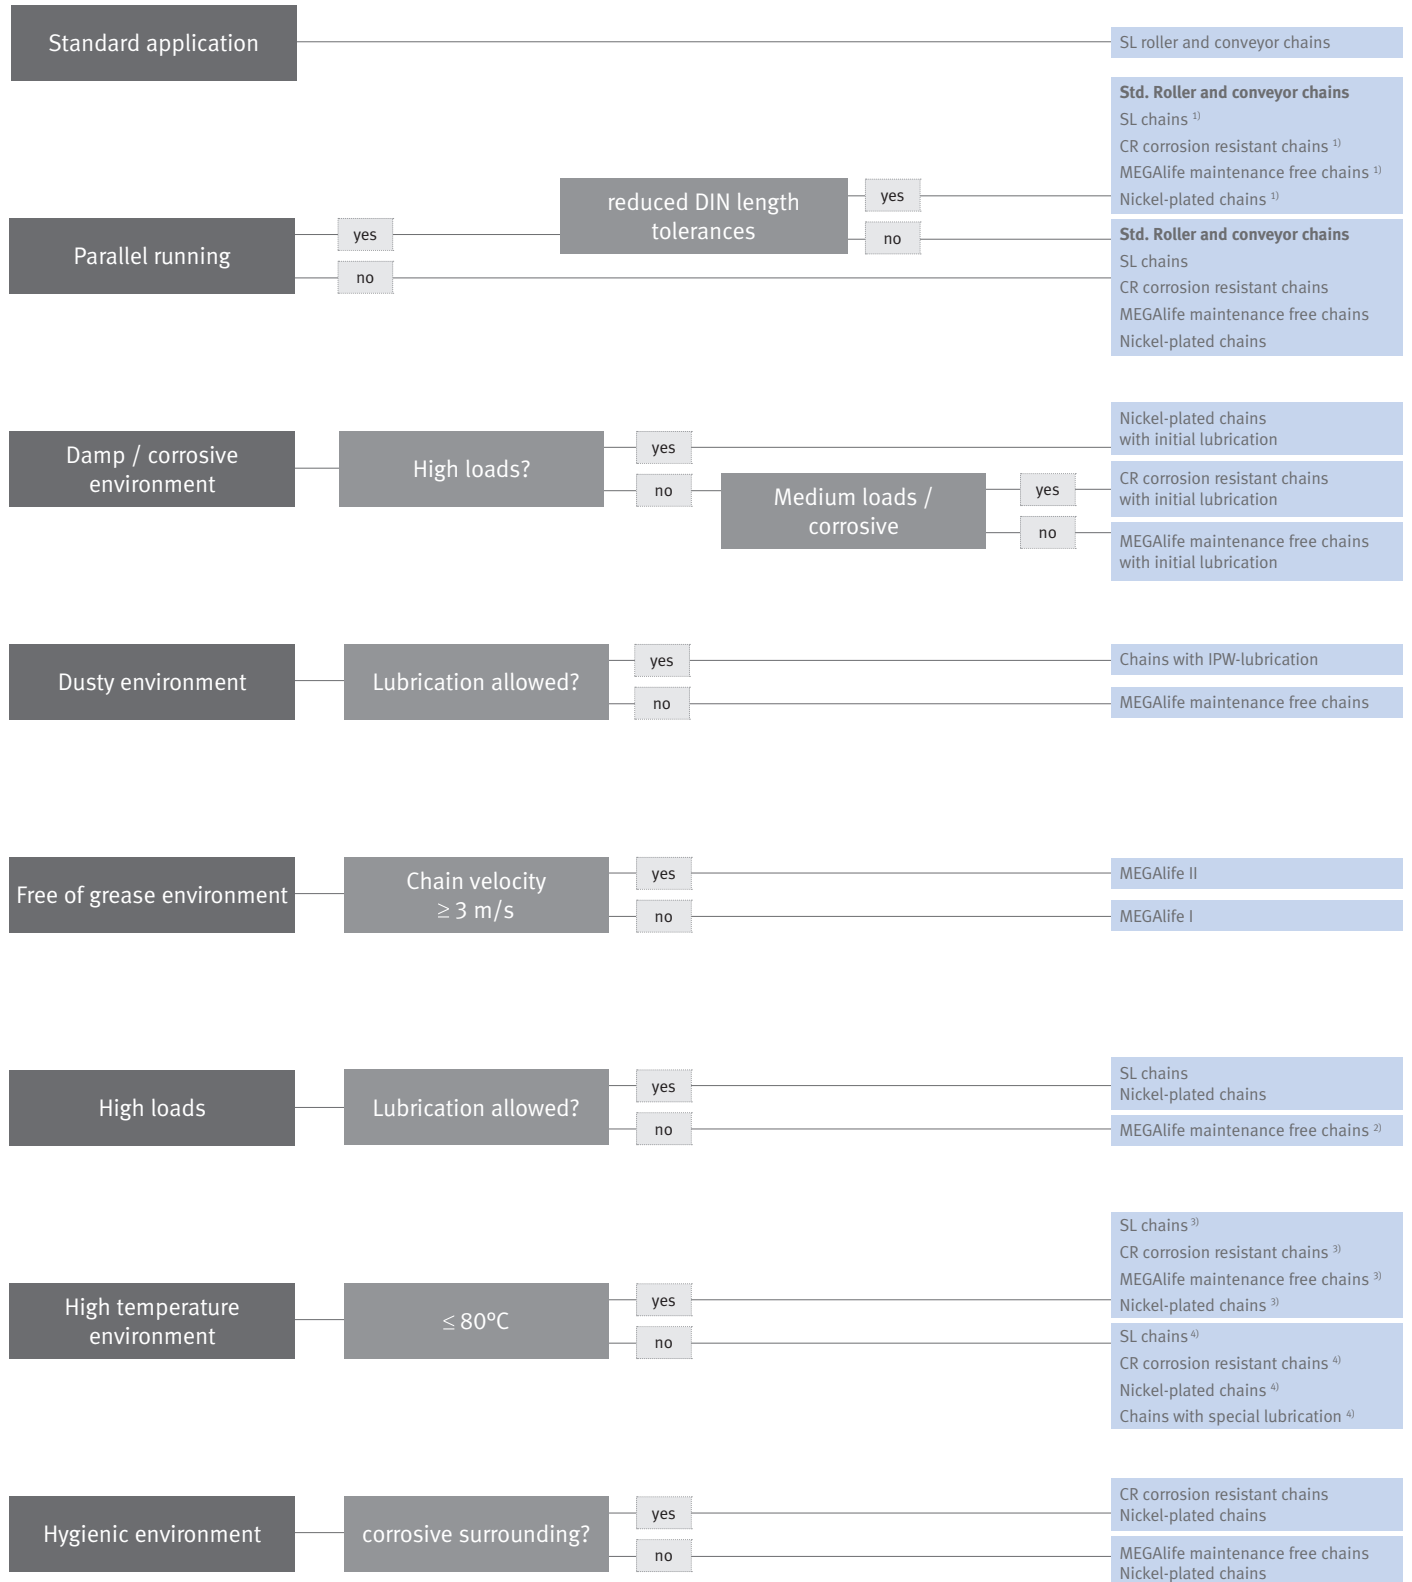 Standard application
SL roller and conveyor chains
Parallel running
yes
no
reduced DIN length
tolerances
yes
no
Std. Roller and conveyor chains
SL chains 1)
CR corrosion resistant chains 1)
MEGAlife maintenance free chains 1)
Nickel-plated chains 1)
Std. Roller and conveyor chains
SL chains
CR corrosion resistant chains
MEGAlife maintenance free chains
Nickel-plated chains
Damp / corrosive
environment
High loads?
yes
no
Medium loads /
corrosive
yes
no
Nickel-plated chains
with initial lubrication
CR corrosion resistant chains
with initial lubrication
MEGAlife maintenance free chains
with initial lubrication
Dusty environment
Lubrication allowed?
yes
no
Chains with IPW-lubrication
MEGAlife maintenance free chains
Free of grease environment
Chain velocity
≥ 3 m/s
yes
no
MEGAlife II
MEGAlife I
High loads
Lubrication allowed?
yes
no
SL chains
Nickel-plated chains
MEGAlife maintenance free chains 2)
High temperature
environment
≤ 80°C
yes
no
SL chains 3)
CR corrosion resistant chains 3)
MEGAlife maintenance free chains 3)
Nickel-plated chains 3)
SL chains 4)
CR corrosion resistant chains 4)
Nickel-plated chains 4)
Chains with special lubrication 4)
Hygienic environment
corrosive surrounding?
yes
no
CR corrosion resistant chains
Nickel-plated chains
MEGAlife maintenance free chains
Nickel-plated chains